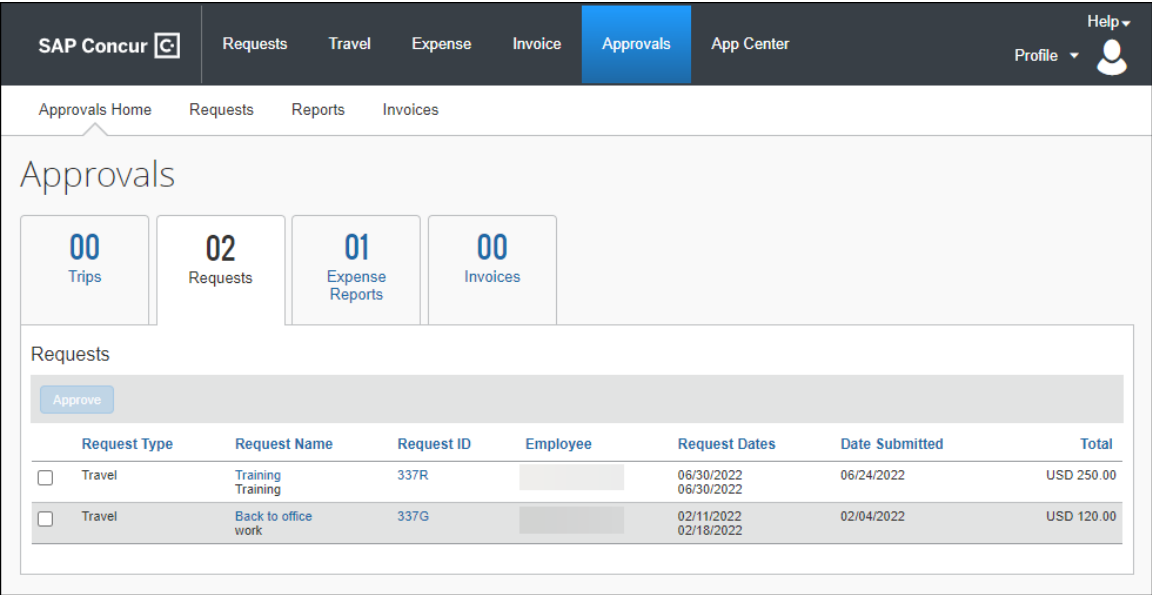 Help
SAP Concur C Requests Travel Expense Invoice Approvals App Center
Profile
Approvals Home Requests Reports Invoices
Approvals
00 02 01 00
Trips Requests Expense Reports Invoices
Requests
Approve
Request Type Request Name Request ID Employee Request Dates Date Submitted Total
Travel Training 337R 06/30/2022 06/24/2022 USD 250.00
Training 06/30/2022
Travel Back to office 337G 02/11/2022 02/04/2022 USD 120.00
work 02/18/2022